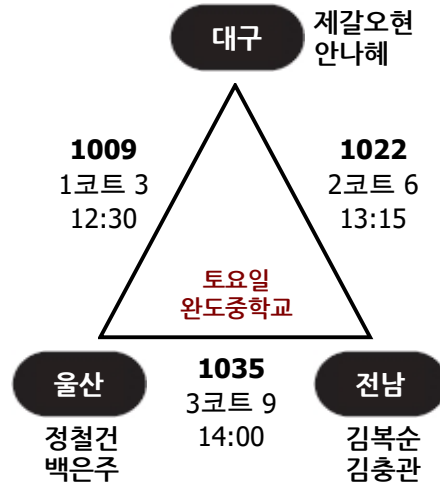 대구
제갈오현
안나혜
1009
1코트 3
12:30
1022
2코트 6
13:15
토요일
완도중학교
울산
정철건
백은주
1035
3코트 9
14:00
전남
김복순
김충관